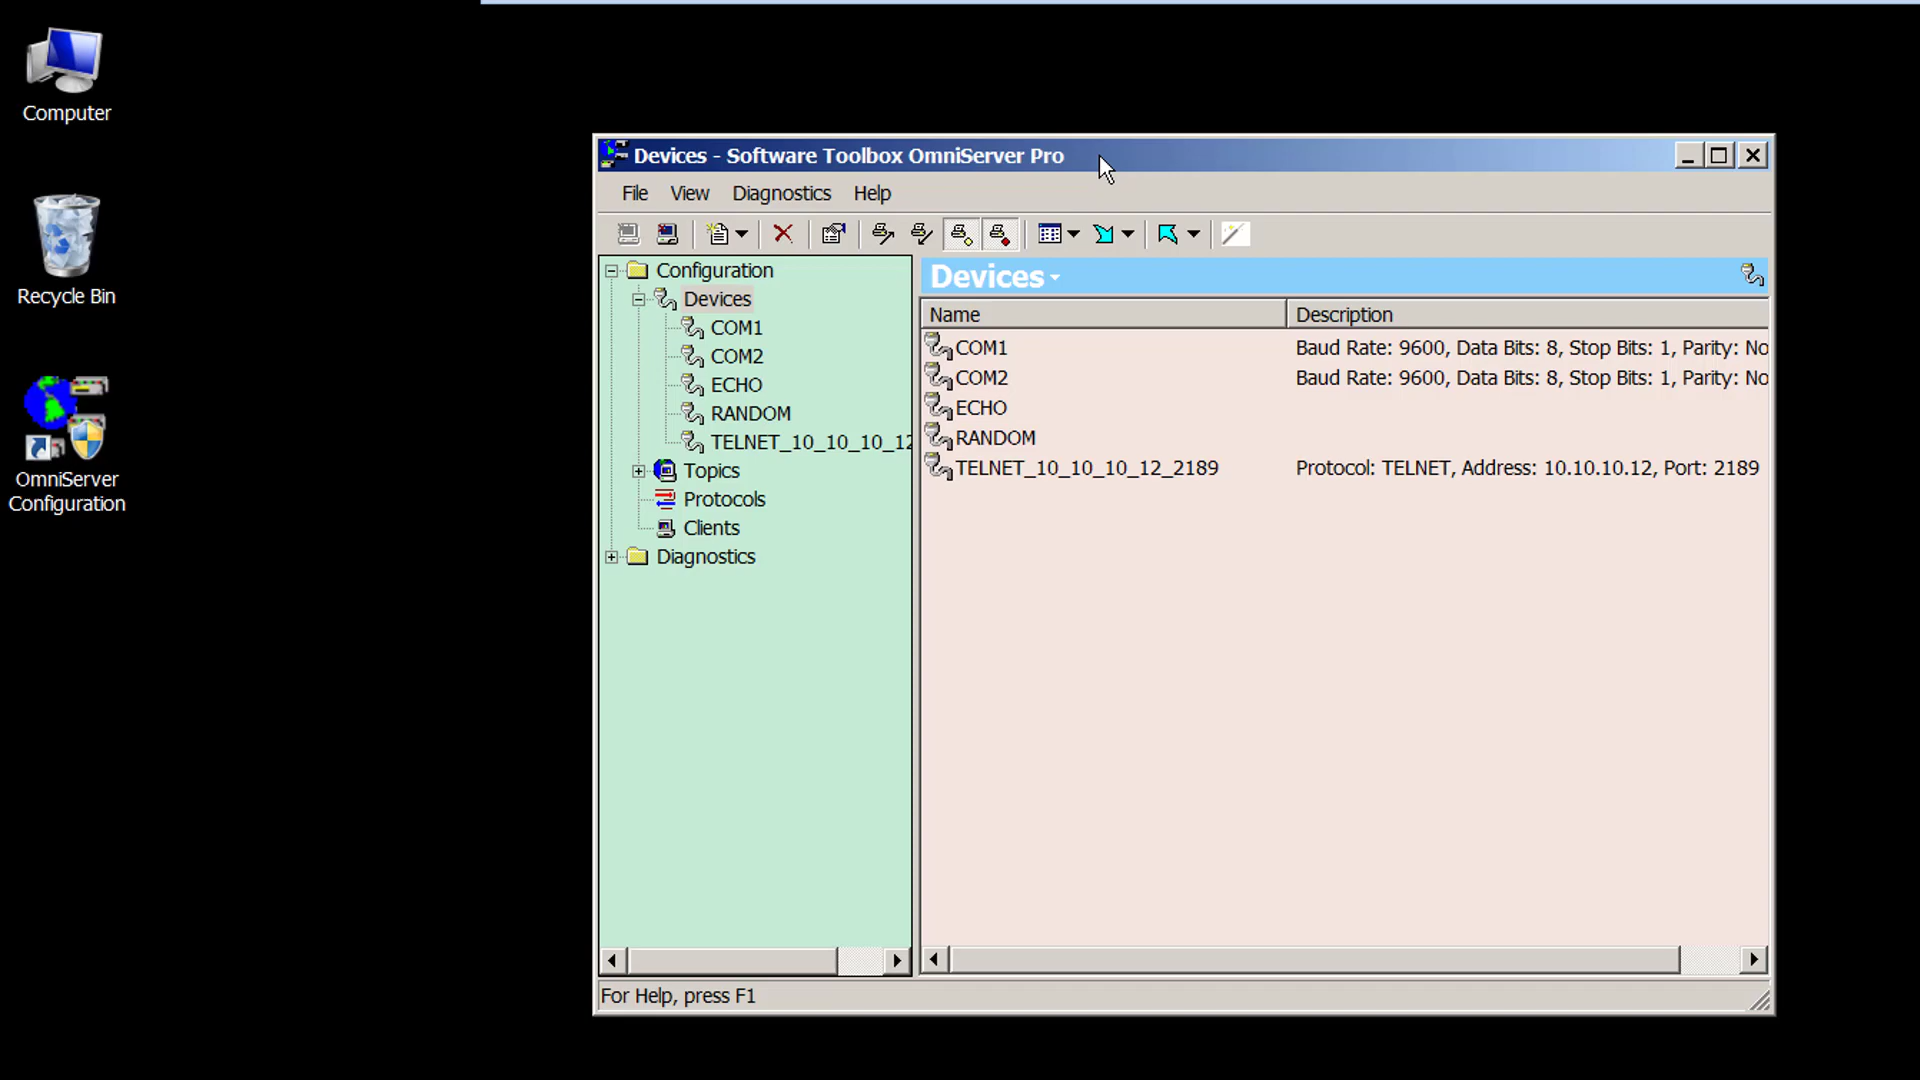 Computer
Recycle Bin
OmniServer
Configuration
Devices - Software Toolbox OmniServer Pro
File View Diagnostics Help
Configuration
Devices
COM1
COM2
ECHO
RANDOM
TELNET_10_10_10_12
Topics
Protocols
Clients
Diagnostics
Devices
Name Description
COM1 Baud Rate: 9600, Data Bits: 8, Stop Bits: 1, Parity: No
COM2 Baud Rate: 9600, Data Bits: 8, Stop Bits: 1, Parity: No
ECHO
RANDOM
TELNET_10_10_10_12_2189 Protocol: TELNET, Address: 10.10.10.12, Port: 2189
For Help, press F1